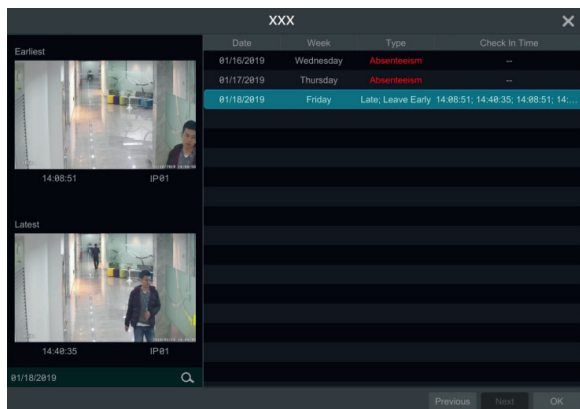 XXX
Earliest
14:08:51 IP01
Latest
14:40:35 IP01
01/18/2019
Date Week Type Check In Time
01/16/2019 Wednesday Absenteeism --
01/17/2019 Thursday Absenteeism --
01/18/2019 Friday Late; Leave Early 14:08:51; 14:40:35; 14:08:51; 14:...
Previous Next OK